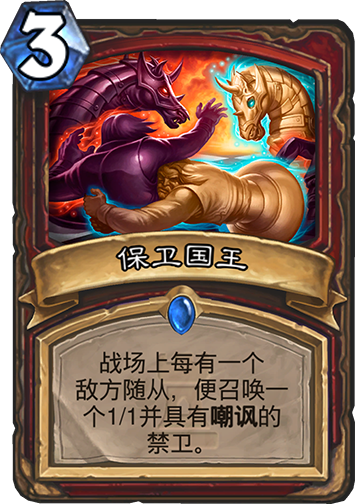 3
保卫国王
战场上每有一个
敌方随从，便召唤一
个1/1并具有嘲讽的
禁卫。